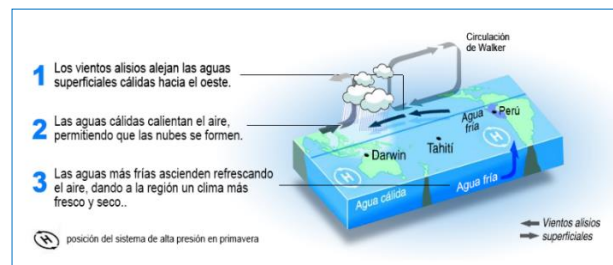 Circulación
de Walker
1 Los vientos alisios alejan las aguas
superficiales cálidas hacia el oeste.
2 Las aguas cálidas calientan el aire,
permitiendo que las nubes se formen.
3 Las aguas más frías ascienden refrescando
el aire, dando a la región un clima más
fresco y seco..
H posición del sistema de alta presión en primavera
Agua
fría
Perú
Tahití
Darwin
H
H
Agua cálida
Agua fría
Vientos alisios
superficiales